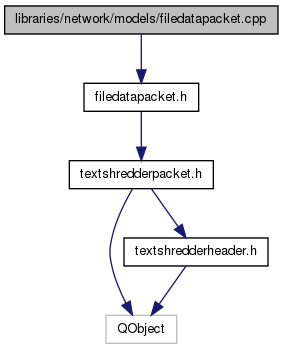 libraries/network/models/filedatapacket.cpp
filedatapacket.h
textshredderpacket.h
textshredderheader.h
QObject